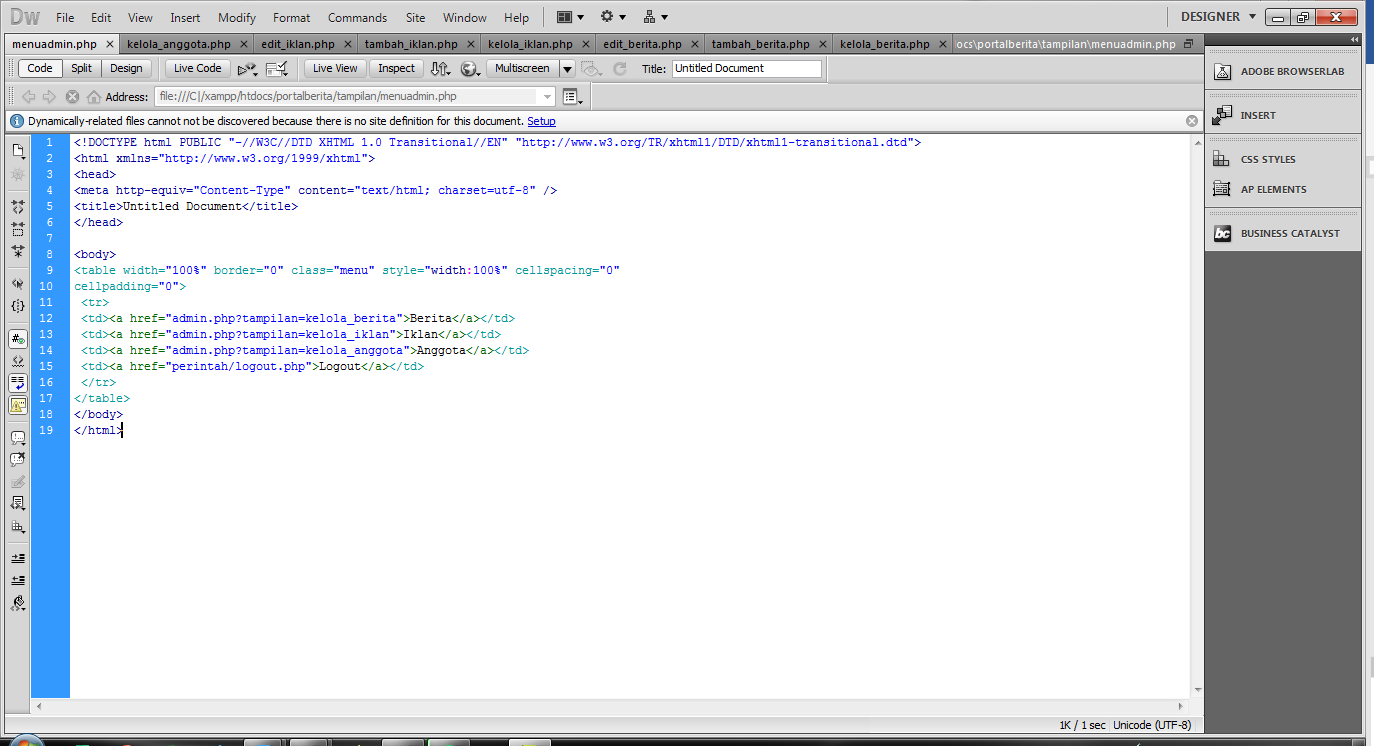 Dw File Edit View Insert Modify Format Commands Site Window Help DESIGNER
menuadmin.php kelola_anggota.php edit_iklan.php tambah_iklan.php kelola_iklan.php edit_berita.php tambah_berita.php kelola_berita.php ocs\portalberita\tampilan\menuadmin.php
Code Split Design Live Code Live View Inspect Multiscreen Title: Untitled Document
Address: file:///C|/xampp/htdocs/portalberita/tampilan/menuadmin.php
Dynamically-related files cannot not be discovered because there is no site definition for this document. Setup
1 <!DOCTYPE html PUBLIC "-//W3C//DTD XHTML 1.0 Transitional//EN" "http://www.w3.org/TR/xhtml1/DTD/xhtml1-transitional.dtd">
2 <html xmlns="http://www.w3.org/1999/xhtml">
3 <head>
4 <meta http-equiv="Content-Type" content="text/html; charset=utf-8" />
5 <title>Untitled Document</title>
6 </head>
7
8 <body>
9 <table width="100%" border="0" class="menu" style="width:100%" cellspacing="0"
10 cellpadding="0">
11 <tr>
12 <td><a href="admin.php?tampilan=kelola_berita">Berita</a></td>
13 <td><a href="admin.php?tampilan=kelola_iklan">Iklan</a></td>
14 <td><a href="admin.php?tampilan=kelola_anggota">Anggota</a></td>
15 <td><a href="perintah/logout.php">Logout</a></td>
16 </tr>
17 </table>
18 </body>
19 </html>
ADOBE BROWSERLAB
INSERT
CSS STYLES
AP ELEMENTS
bc BUSINESS CATALYST
1K / 1 sec Unicode (UTF-8)